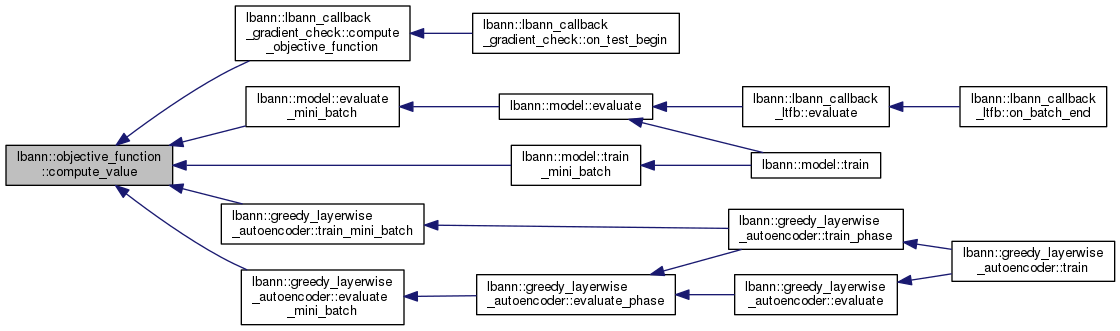 lbann::lbann_callback
_gradient_check::compute
_objective_function
lbann::lbann_callback
_gradient_check::on_test_begin
lbann::model::evaluate
_mini_batch
lbann::model::evaluate
lbann::lbann_callback
_ltfb::evaluate
lbann::lbann_callback
_ltfb::on_batch_end
lbann::objective_function
::compute_value
lbann::model::train
_mini_batch
lbann::model::train
lbann::greedy_layerwise
_autoencoder::train_mini_batch
lbann::greedy_layerwise
_autoencoder::train_phase
lbann::greedy_layerwise
_autoencoder::train
lbann::greedy_layerwise
_autoencoder::evaluate
_mini_batch
lbann::greedy_layerwise
_autoencoder::evaluate_phase
lbann::greedy_layerwise
_autoencoder::evaluate